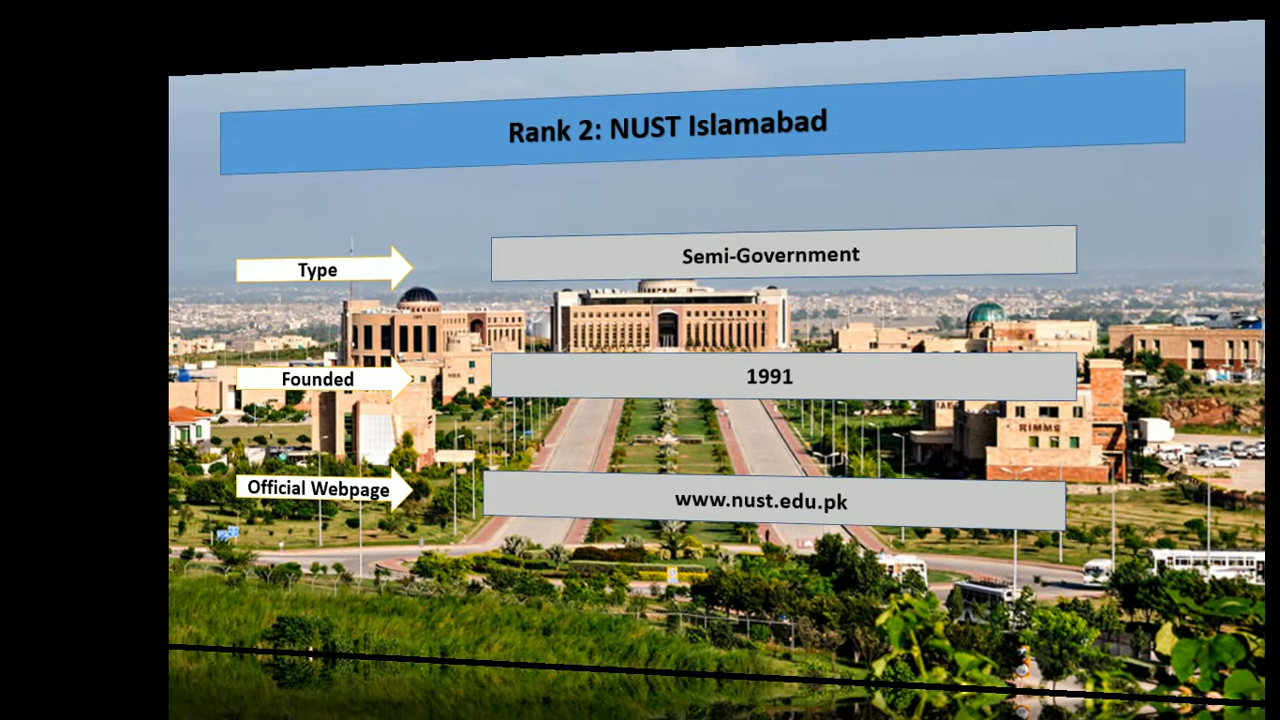 Rank 2: NUST Islamabad
Type
Semi-Government
Founded
1991
Official Webpage
www.nust.edu.pk
RIMMS